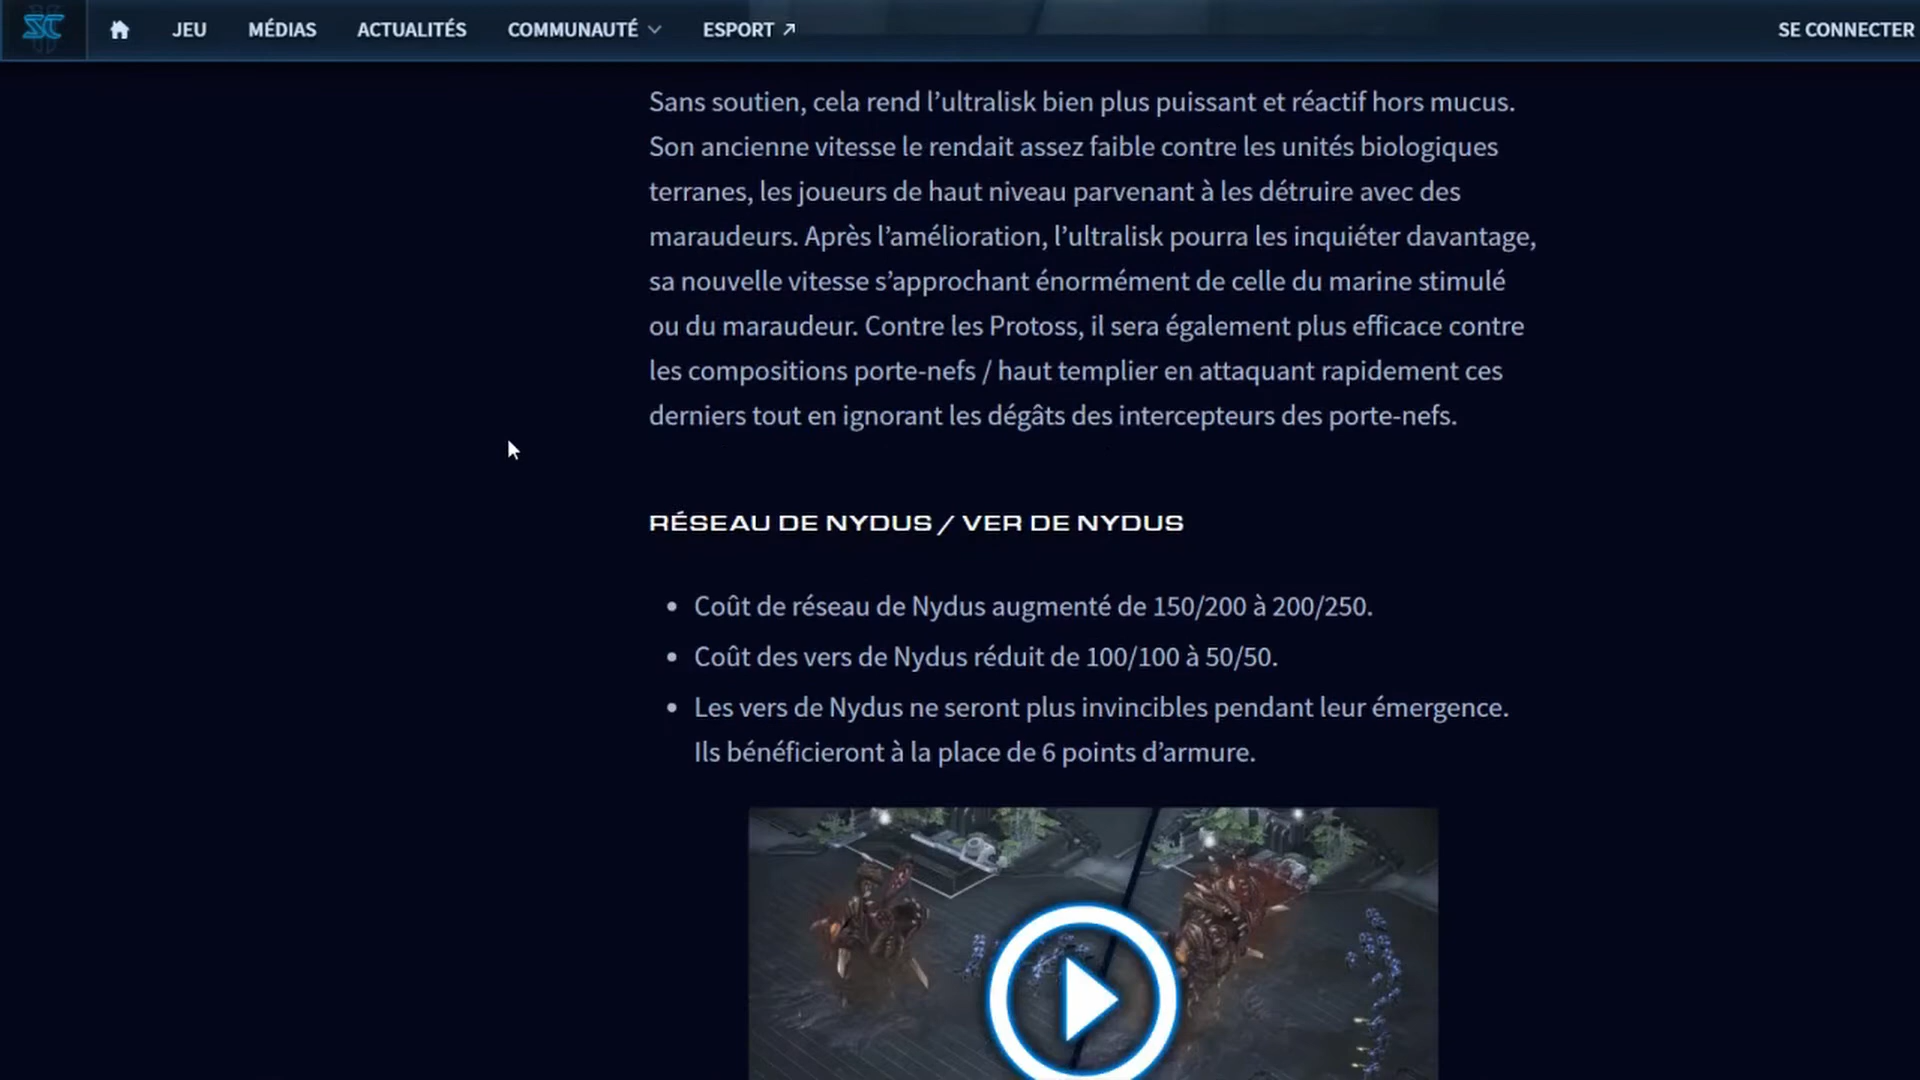 SC
JEU
MÉDIAS
ACTUALITÉS
COMMUNAUTÉ
ESPORT
SE CONNECTER
Sans soutien, cela rend l’ultralisk bien plus puissant et réactif hors mucus.
Son ancienne vitesse le rendait assez faible contre les unités biologiques
terranes, les joueurs de haut niveau parvenant à les détruire avec des
maraudeurs. Après l’amélioration, l’ultralisk pourra les inquiéter davantage,
sa nouvelle vitesse s’approchant énormément de celle du marine stimulé
ou du maraudeur. Contre les Protoss, il sera également plus efficace contre
les compositions porte-nefs / haut templier en attaquant rapidement ces
derniers tout en ignorant les dégâts des intercepteurs des porte-nefs.
RÉSEAU DE NYDUS / VER DE NYDUS
• Coût de réseau de Nydus augmenté de 150/200 à 200/250.
• Coût des vers de Nydus réduit de 100/100 à 50/50.
• Les vers de Nydus ne seront plus invincibles pendant leur émergence.
Ils bénéficieront à la place de 6 points d’armure.